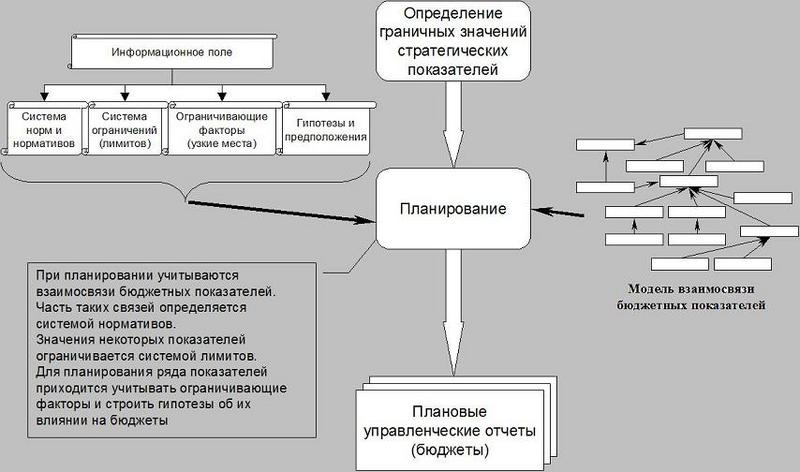 Определение
граничных значений
стратегических
показателей
Информационное поле
Система
норм и
нормативов
Система
ограничений
(лимитов)
Ограничивающие
факторы
(узкие места)
Гипотезы и
предположения
Планирование
Модель взаимосвязи
бюджетных показателей
При планировании учитываются
взаимосвязи бюджетных показателей.
Часть таких связей определяется
системой нормативов.
Значения некоторых показателей
ограничивается системой лимитов.
Для планирования ряда показателей
приходится учитывать ограничивающие
факторы и строить гипотезы об их
влиянии на бюджеты
Плановые
управленческие отчеты
(бюджеты)